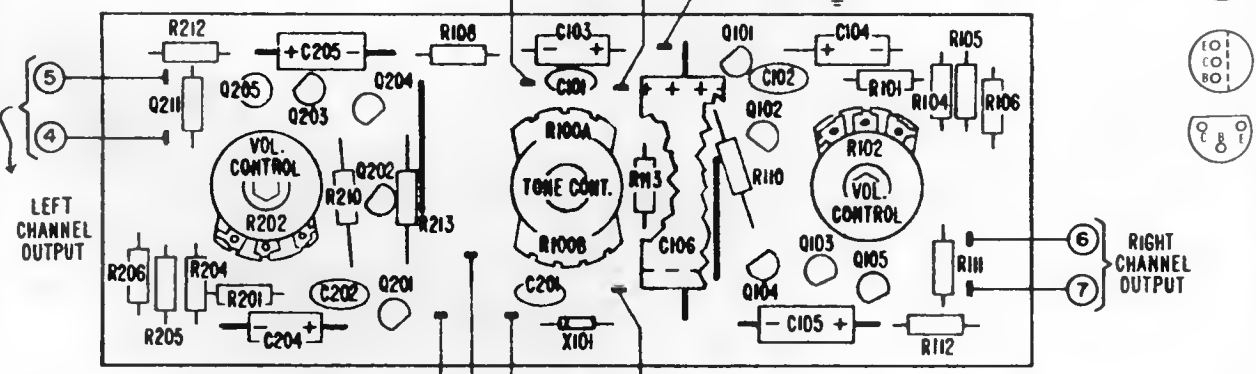 R212
C205
R108
C103
Q101
C104
R105
5
Q211
Q205
Q203
Q204
C101
+ + +
C102
R101
R104
R106
4
Q102
VOL.
CONTROL
R202
R210
Q202
R213
R100A
TONE CONT.
R100B
R113
R110
R102
VOL.
CONTROL
C106
LEFT
CHANNEL
OUTPUT
R206
R205
R204
R201
C202
Q201
C201
Q104
Q103
Q105
R111
6
7
RIGHT
CHANNEL
OUTPUT
- C204 +
X101
- C105 +
R112
E
C
B
C B E